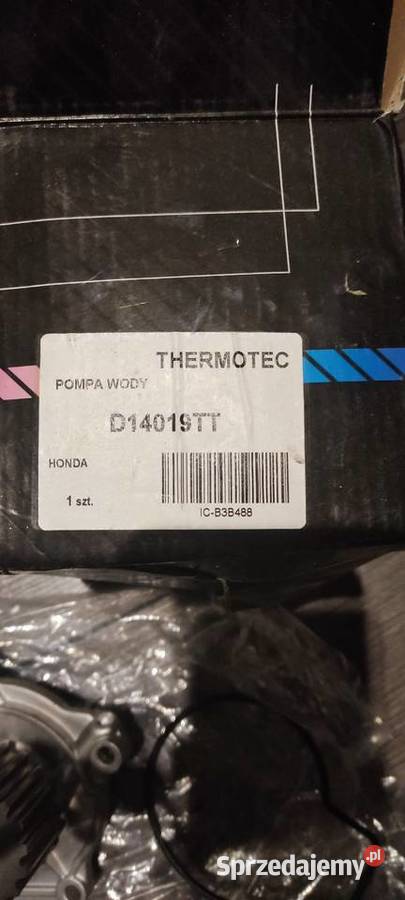 THERMOTEC
POMPA WODY
D14019TT
HONDA
1 szt.
IC-B3B488
Sprzedajemy.pl